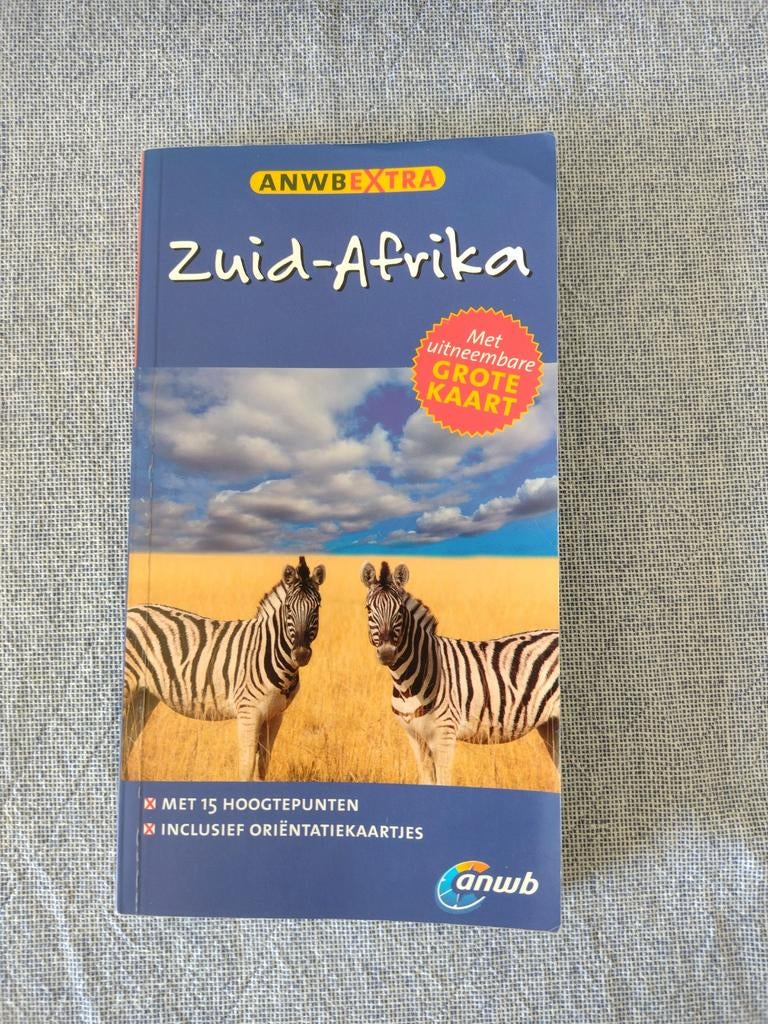 ANWBEXTRA
Zuid-Afrika
Met
uitneembare
GROTE
KAART
MET 15 HOOGTEPUNTEN
INCLUSIEF ORIËNTATIEKAARTJES
anwb